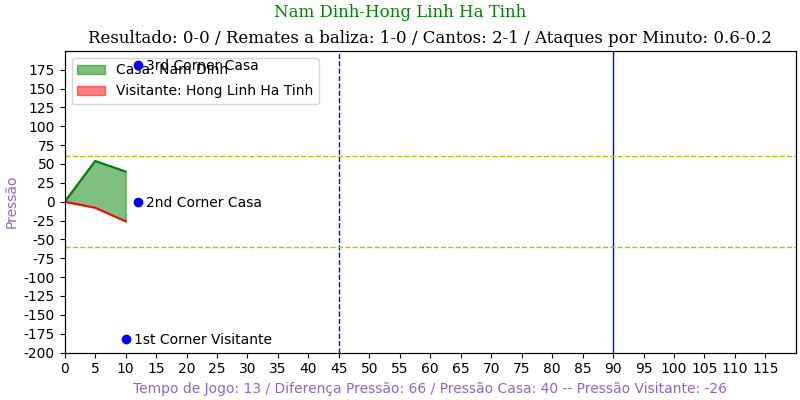 Nam Dinh-Hong Linh Ha Tinh
Resultado: 0-0 / Remates a baliza: 1-0 / Cantos: 2-1 / Ataques por Minuto: 0.6-0.2
Casa: Nam Dinh
3rd Corner Casa
Visitante: Hong Linh Ha Tinh
2nd Corner Casa
1st Corner Visitante
Pressão
175
150
125
100
75
50
25
0
-25
-50
-75
-100
-125
-150
-175
-200
0 5 10 15 20 25 30 35 40 45 50 55 60 65 70 75 80 85 90 95 100 105 110 115
Tempo de Jogo: 13 / Diferença Pressão: 66 / Pressão Casa: 40 -- Pressão Visitante: -26